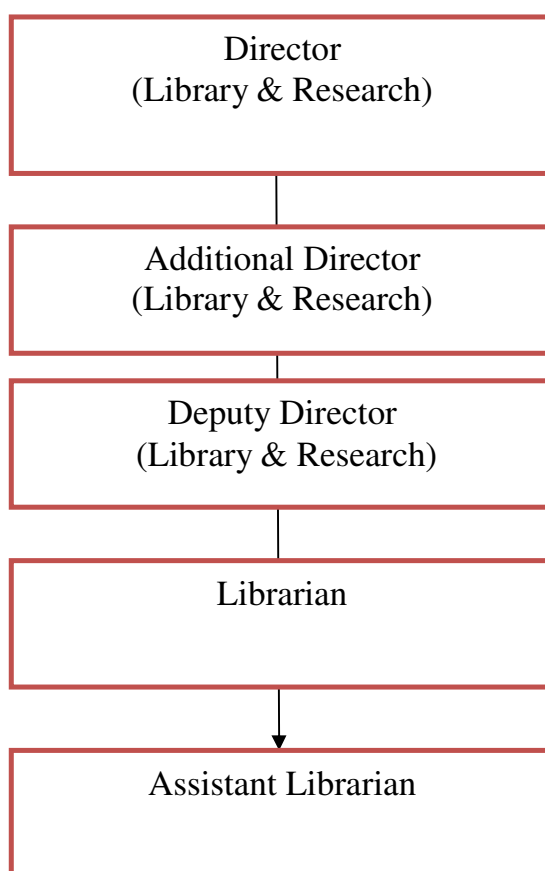 Director
(Library & Research)
Additional Director
(Library & Research)
Deputy Director
(Library & Research)
Librarian
Assistant Librarian